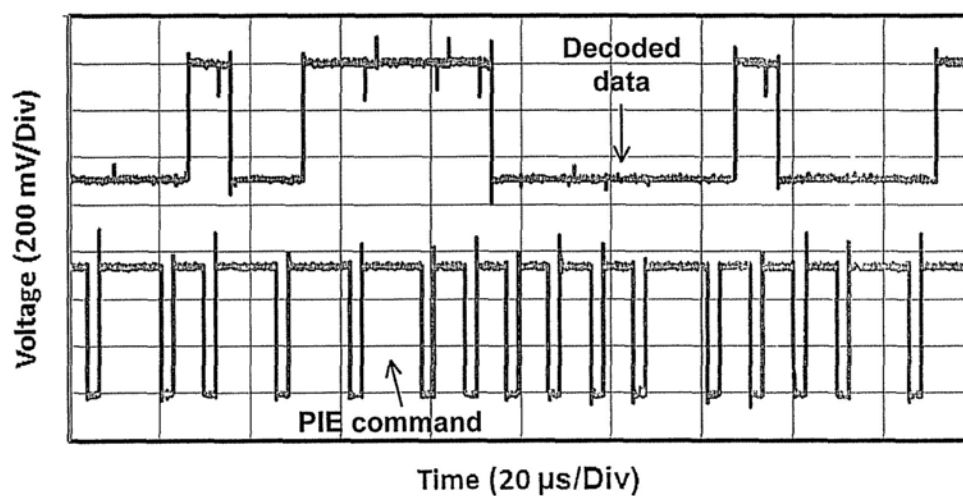 Voltage (200 mV/Div)
Decoded
data
PIE command
Time (20 µs/Div)